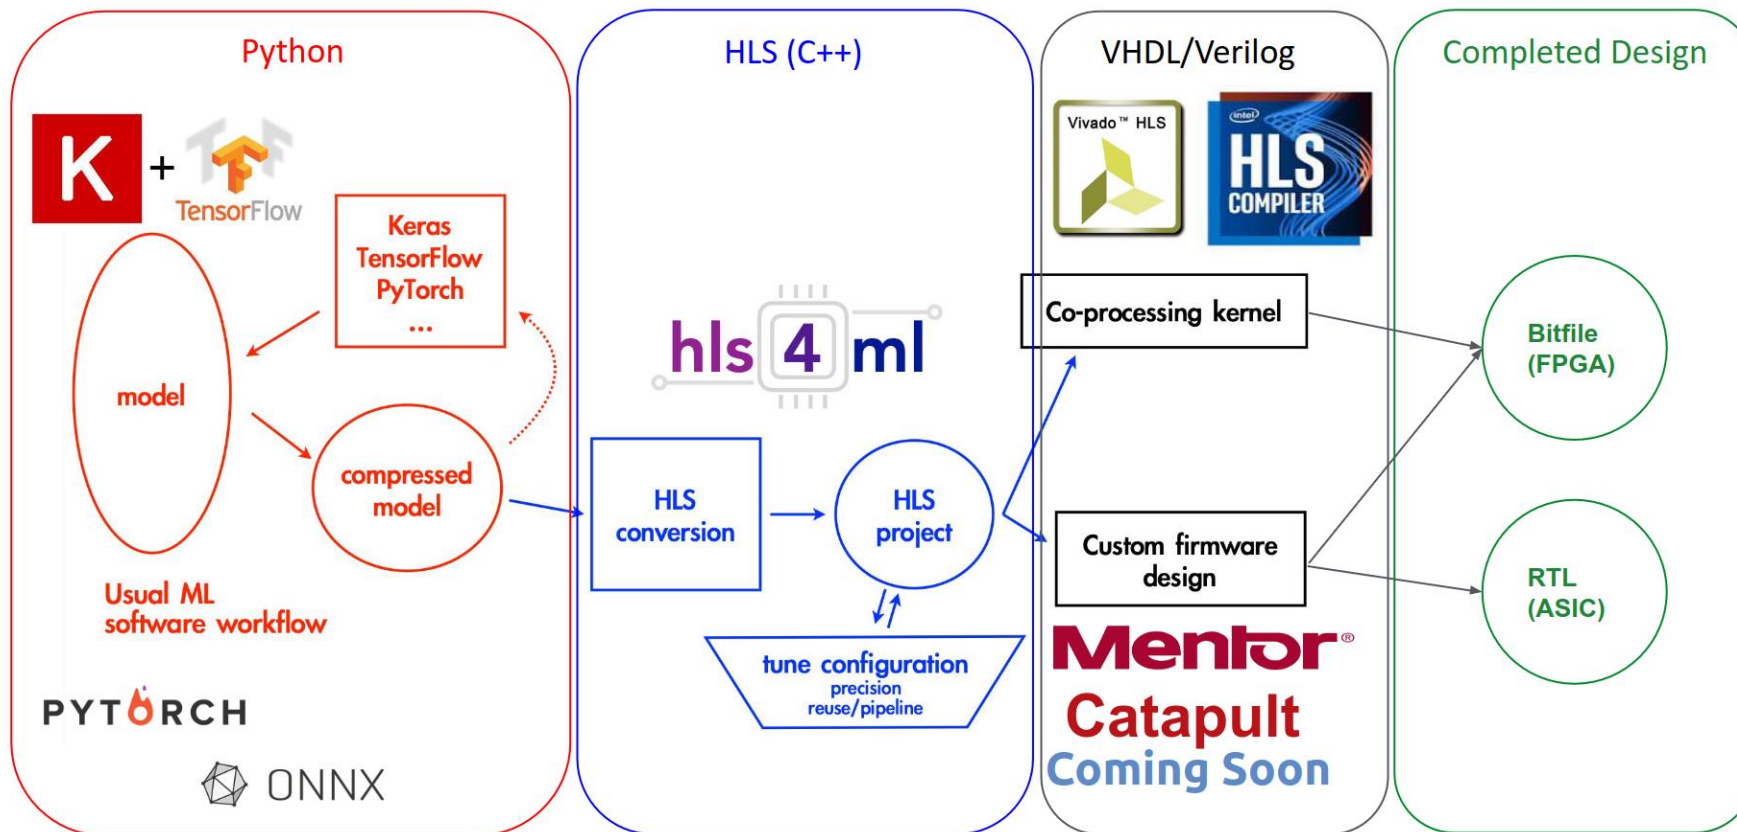 Python
K
+
TensorFlow
Keras
TensorFlow
PyTorch
...
model
compressed
model
Usual ML
software workflow
PYTORCH
ONNX
HLS (C++)
hls 4 ml
HLS
conversion
HLS
project
tune configuration
precision
reuse/pipeline
VHDL/Verilog
Vivado™ HLS
intel
HLS
COMPILER
Co-processing kernel
Custom firmware
design
Mentor®
Catapult
Coming Soon
Completed Design
Bitfile
(FPGA)
RTL
(ASIC)